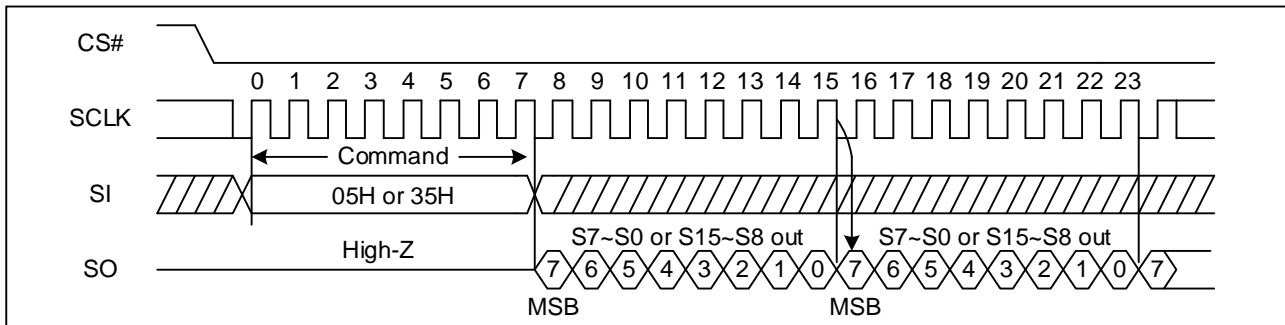 CS#
0 1 2 3 4 5 6 7 8 9 10 11 12 13 14 15 16 17 18 19 20 21 22 23
SCLK
Command
SI
05H or 35H
High-Z
S7~S0 or S15~S8 out
S7~S0 or S15~S8 out
SO
7 6 5 4 3 2 1 0 7 6 5 4 3 2 1 0 7
MSB
MSB